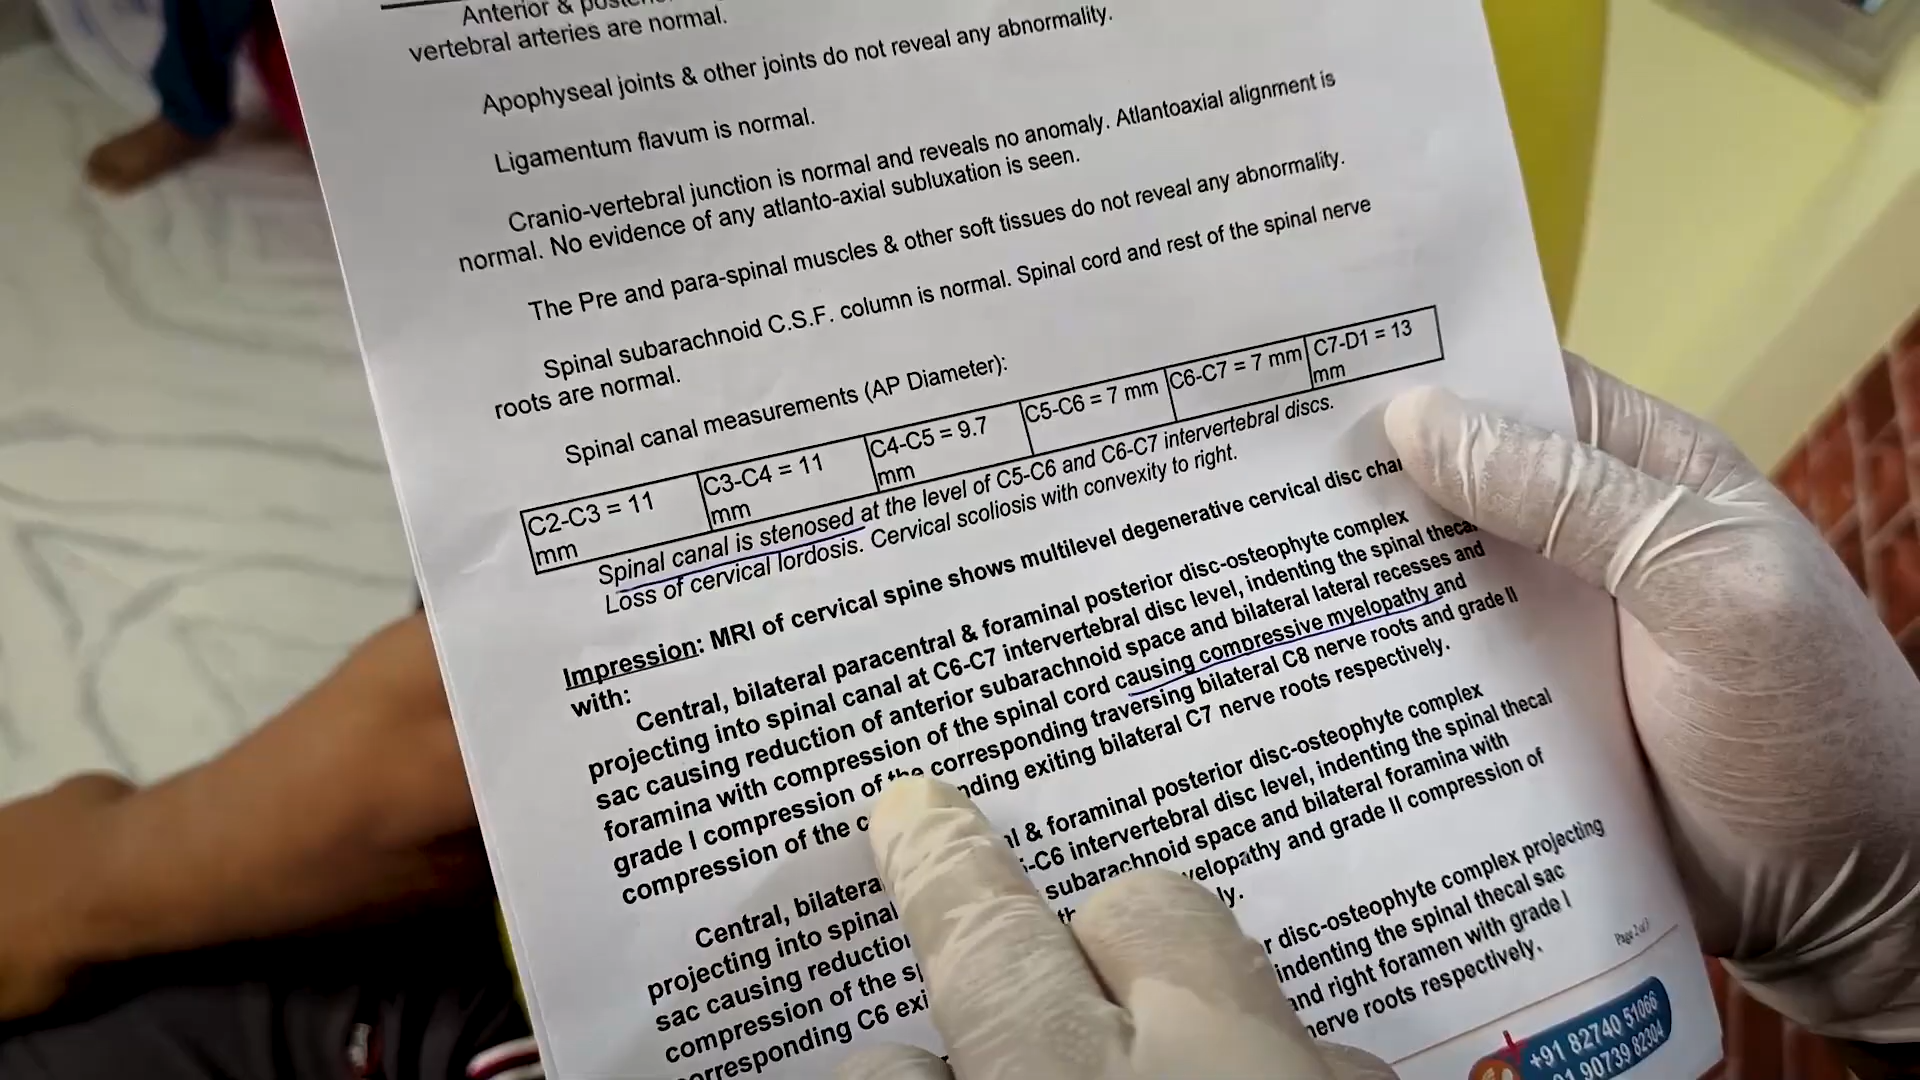 Anterior &
vertebral arteries are normal.
Apophyseal joints & other joints do not reveal any abnormality.
Ligamentum flavum is normal.
Cranio-vertebral junction is normal and reveals no anomaly. Atlantoaxial alignment is
normal. No evidence of any atlanto-axial subluxation is seen.
The Pre and para-spinal muscles & other soft tissues do not reveal any abnormality.
Spinal subarachnoid C.S.F. column is normal. Spinal cord and rest of the spinal nerve
roots are normal.
Spinal canal measurements (AP Diameter):
C2-C3 = 11 mm C3-C4 = 11 mm C4-C5 = 9.7 mm C5-C6 = 7 mm C6-C7 = 7 mm C7-D1 = 13 mm
Spinal canal is stenosed at the level of C5-C6 and C6-C7 intervertebral discs.
Loss of cervical lordosis. Cervical scoliosis with convexity to right.
Impression: MRI of cervical spine shows multilevel degenerative cervical disc
with:
Central, bilateral paracentral & foraminal posterior disc-osteophyte complex
projecting into spinal canal at C6-C7 intervertebral disc level, indenting the spinal thecal
sac causing reduction of anterior subarachnoid space and bilateral lateral recesses and
foramina with compression of the spinal cord causing compressive myelopathy and
grade I compression of the corresponding traversing bilateral C8 nerve roots and grade II
compression of the exiting bilateral C7 nerve roots respectively.
Central, & foraminal posterior disc-osteophyte complex
projecting into spinal intervertebral disc level, indenting the spinal thecal
sac causing subarachnoid space and bilateral foramina with
compression of the and grade II compression of
C6
disc-osteophyte complex projecting
indenting the spinal thecal sac
and right foramen with grade I
nerve roots respectively.
Page 2 of 3
+91 82740 51066
90739 82304